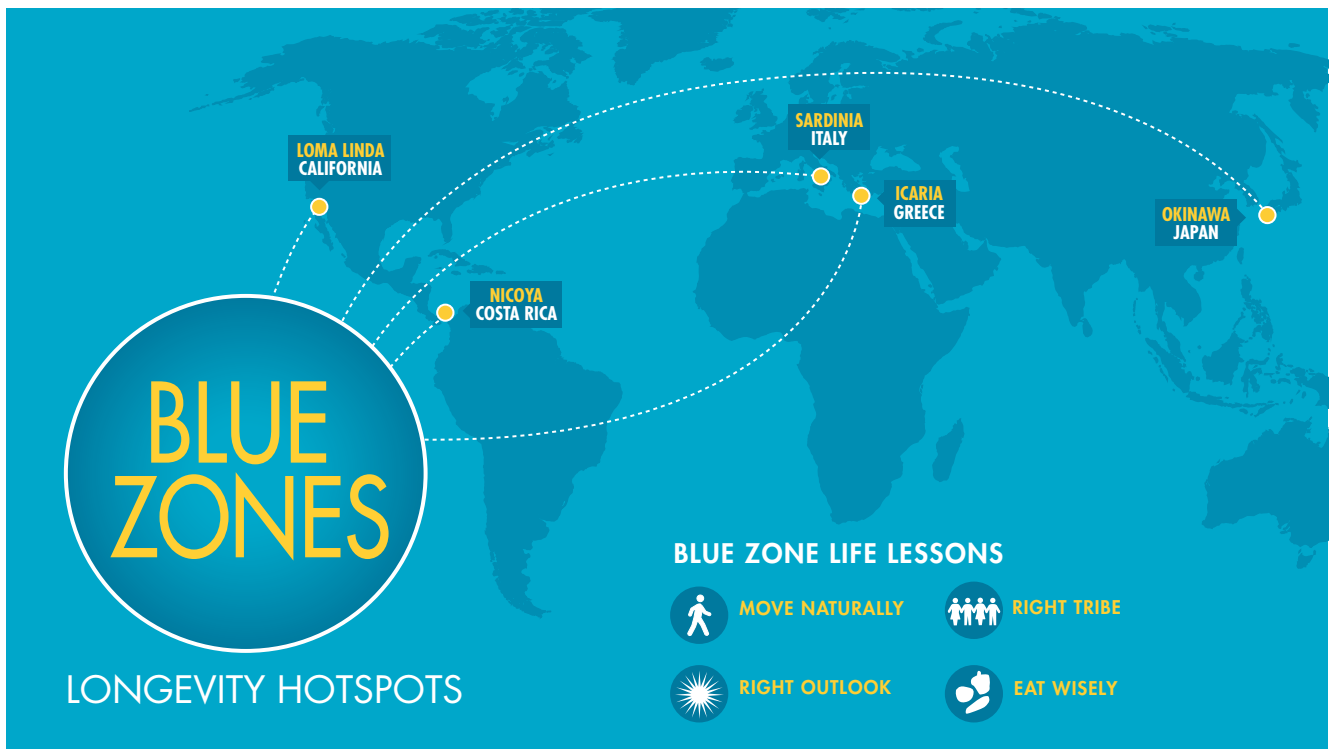 LOMA LINDA
CALIFORNIA
SARDINIA
ITALY
ICARIA
GREECE
OKINAWA
JAPAN
NICOYA
COSTA RICA
BLUE
ZONES
LONGEVITY HOTSPOTS
BLUE ZONE LIFE LESSONS
MOVE NATURALLY
RIGHT TRIBE
RIGHT OUTLOOK
EAT WISELY